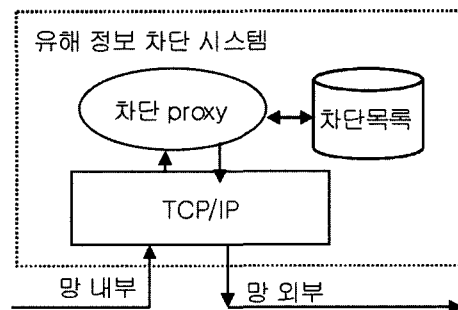 유해 정보 차단 시스템
차단 proxy
차단목록
TCP/IP
망 내부
망 외부